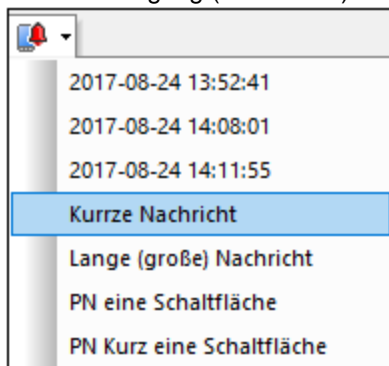 2017-08-24 13:52:41
2017-08-24 14:08:01
2017-08-24 14:11:55
Kurrze Nachricht
Lange (große) Nachricht
PN eine Schaltfläche
PN Kurz eine Schaltfläche